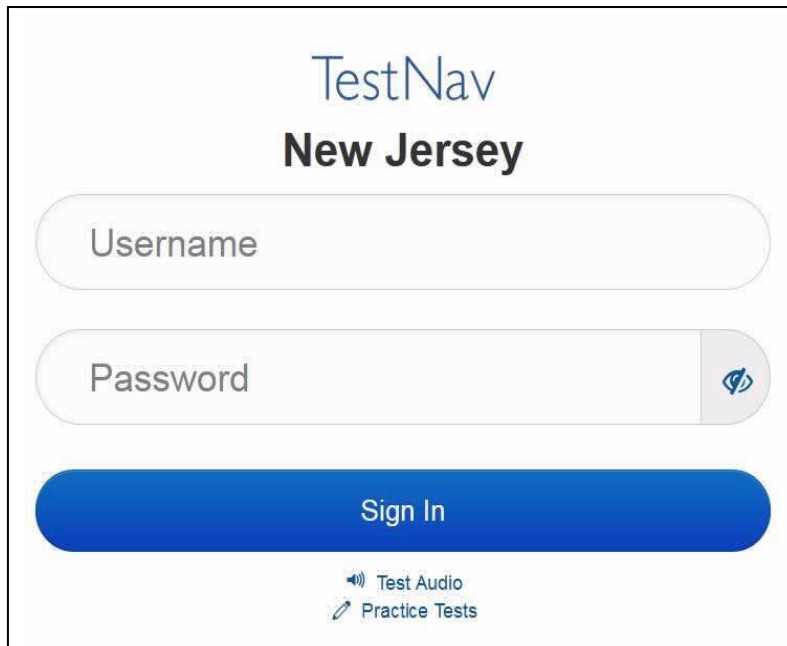 TestNav
New Jersey
Username
Password
Sign In
Test Audio
Practice Tests